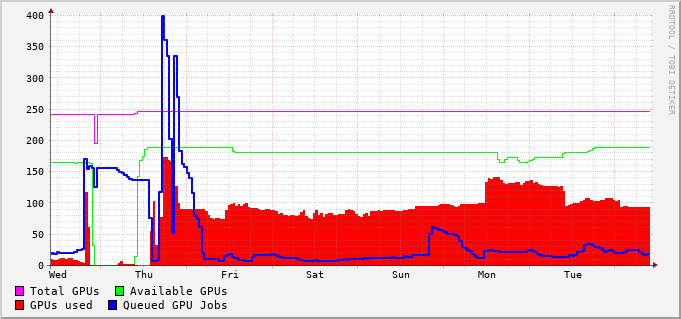 RRDTOOL / TOBI OETIKER
400
350
300
250
200
150
100
50
0
Wed Thu Fri Sat Sun Mon Tue
Total GPUs Available GPUs
GPUs used Queued GPU Jobs